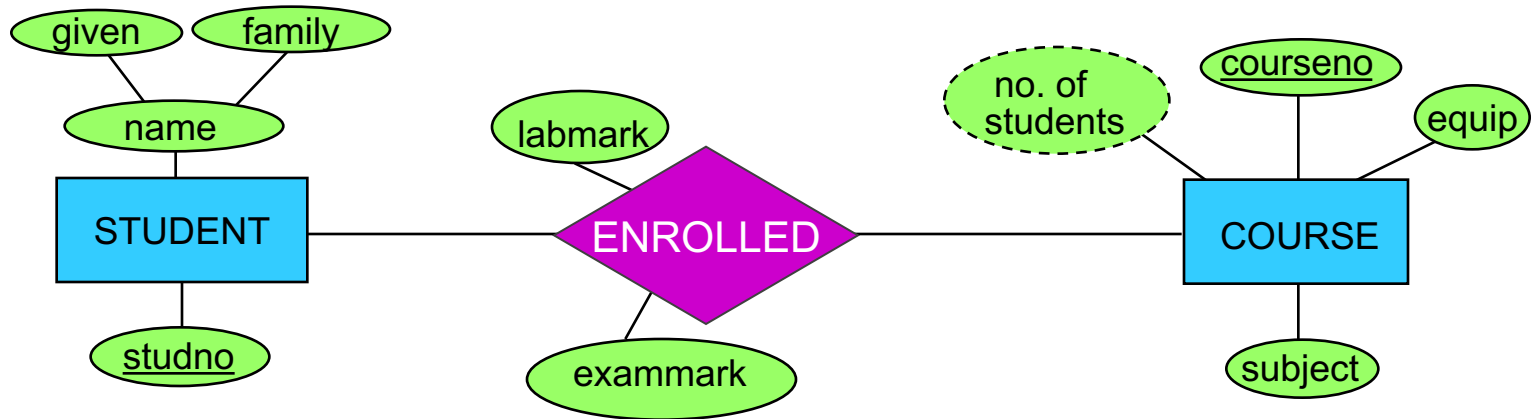 given
family
name
STUDENT
studno
labmark
ENROLLED
exammark
no. of
students
courseno
equip
COURSE
subject